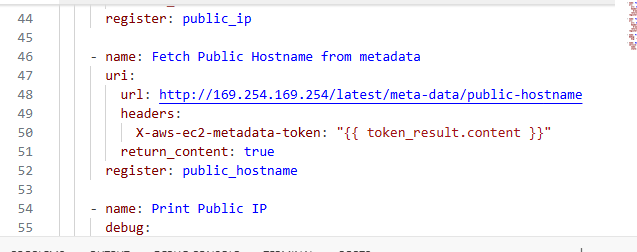 44 register: public_ip
45
46 - name: Fetch Public Hostname from metadata
47 uri:
48 url: http://169.254.169.254/latest/meta-data/public-hostname
49 headers:
50 X-aws-ec2-metadata-token: "{{ token_result.content }}"
51 return_content: true
52 register: public_hostname
53
54 - name: Print Public IP
55 debug: